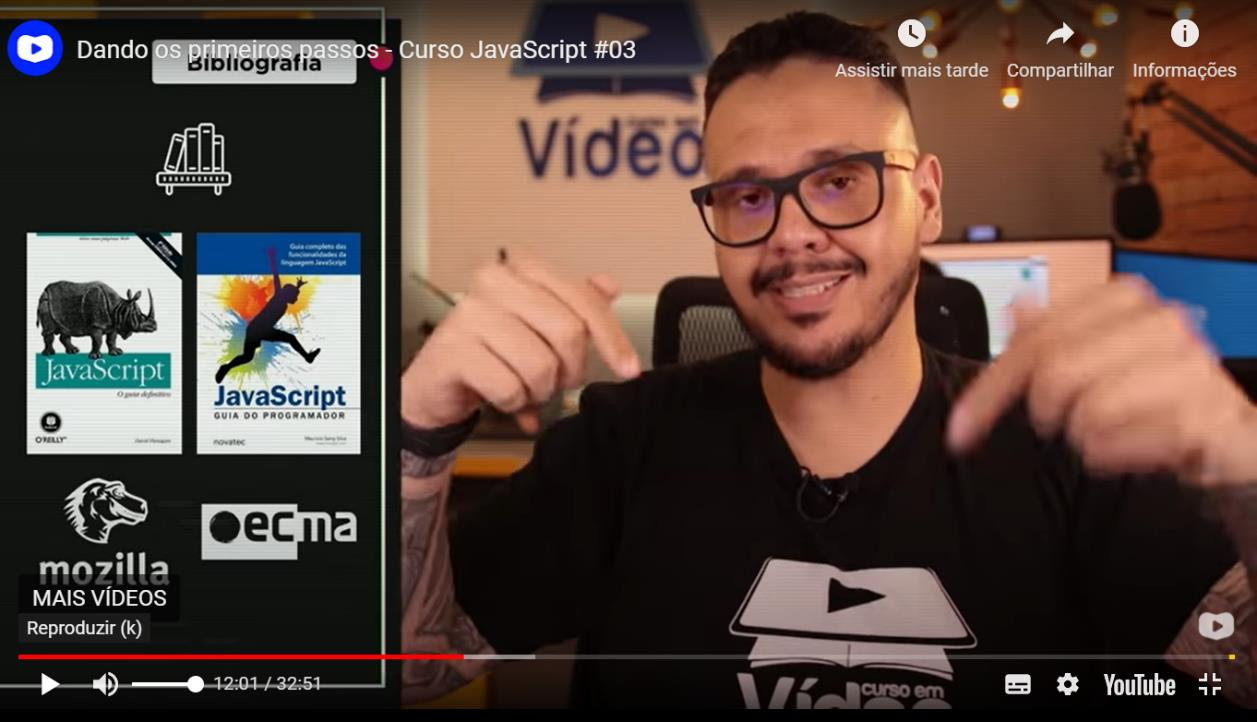 Dando os primeiros passos - Curso JavaScript #03
Assistir mais tarde
Compartilhar
Informações
Bibliografia
Vídeo
Guia completo das
funcionalidades da
linguagem JavaScript
JavaScript
O guia definitivo
O'REILLY
JavaScript
GUIA DO PROGRAMADOR
novatec
mozilla
ecma
MAIS VÍDEOS
Reproduzir (k)
curso em
Vídeo
12:01 / 32:51
YouTube